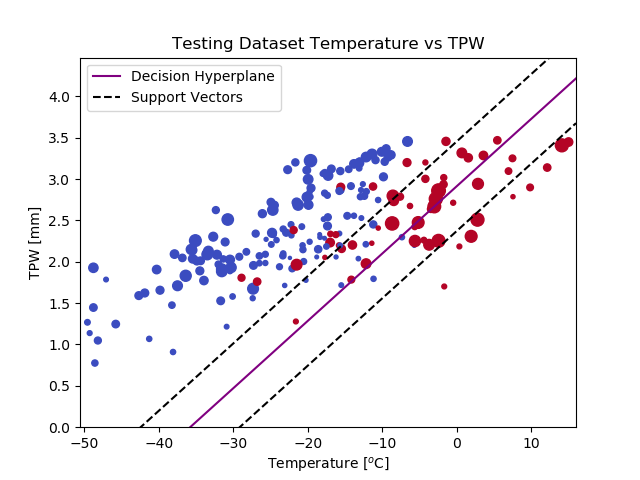 Testing Dataset Temperature vs TPW
Decision Hyperplane
Support Vectors
TPW [mm]
4.0
3.5
3.0
2.5
2.0
1.5
1.0
0.5
0.0
−50 −40 −30 −20 −10 0 10
Temperature [°C]